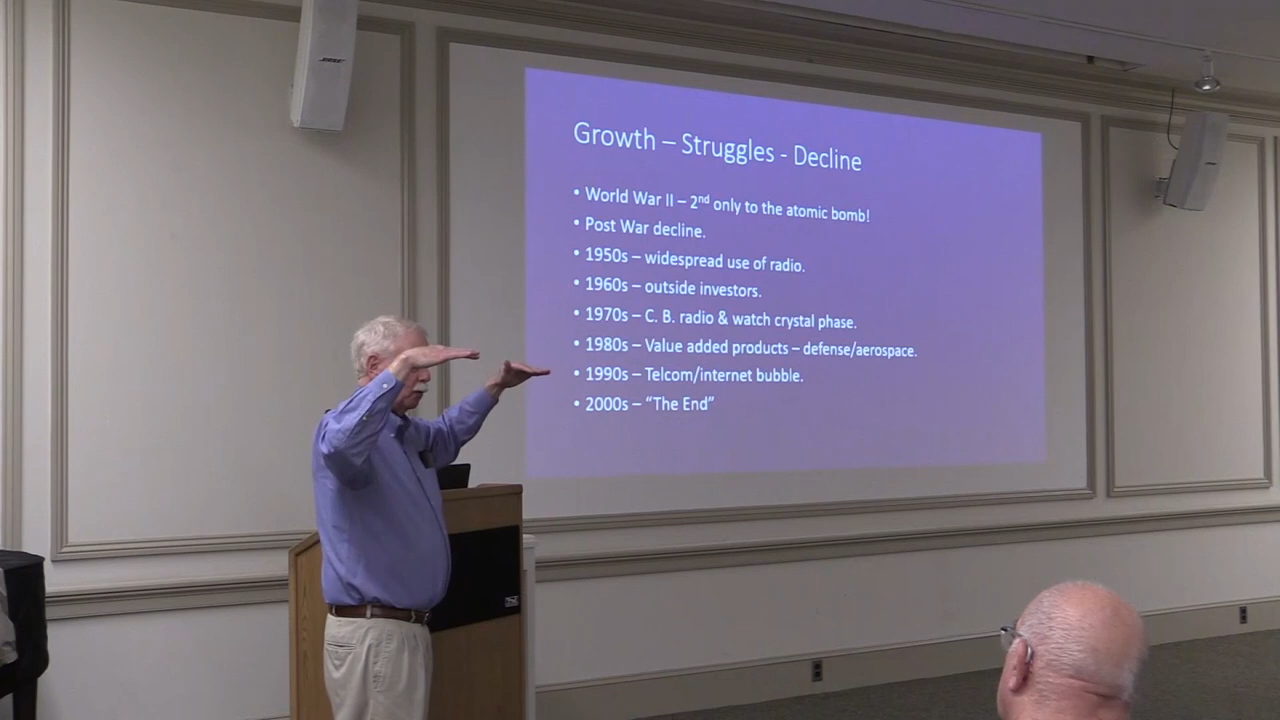 BOSE
Growth – Struggles - Decline
• World War II – 2nd only to the atomic bomb!
• Post War decline.
• 1950s – widespread use of radio.
• 1960s – outside investors.
• 1970s – C. B. radio & watch crystal phase.
• 1980s – Value added products – defense/aerospace.
• 1990s – Telcom/internet bubble.
• 2000s – “The End”